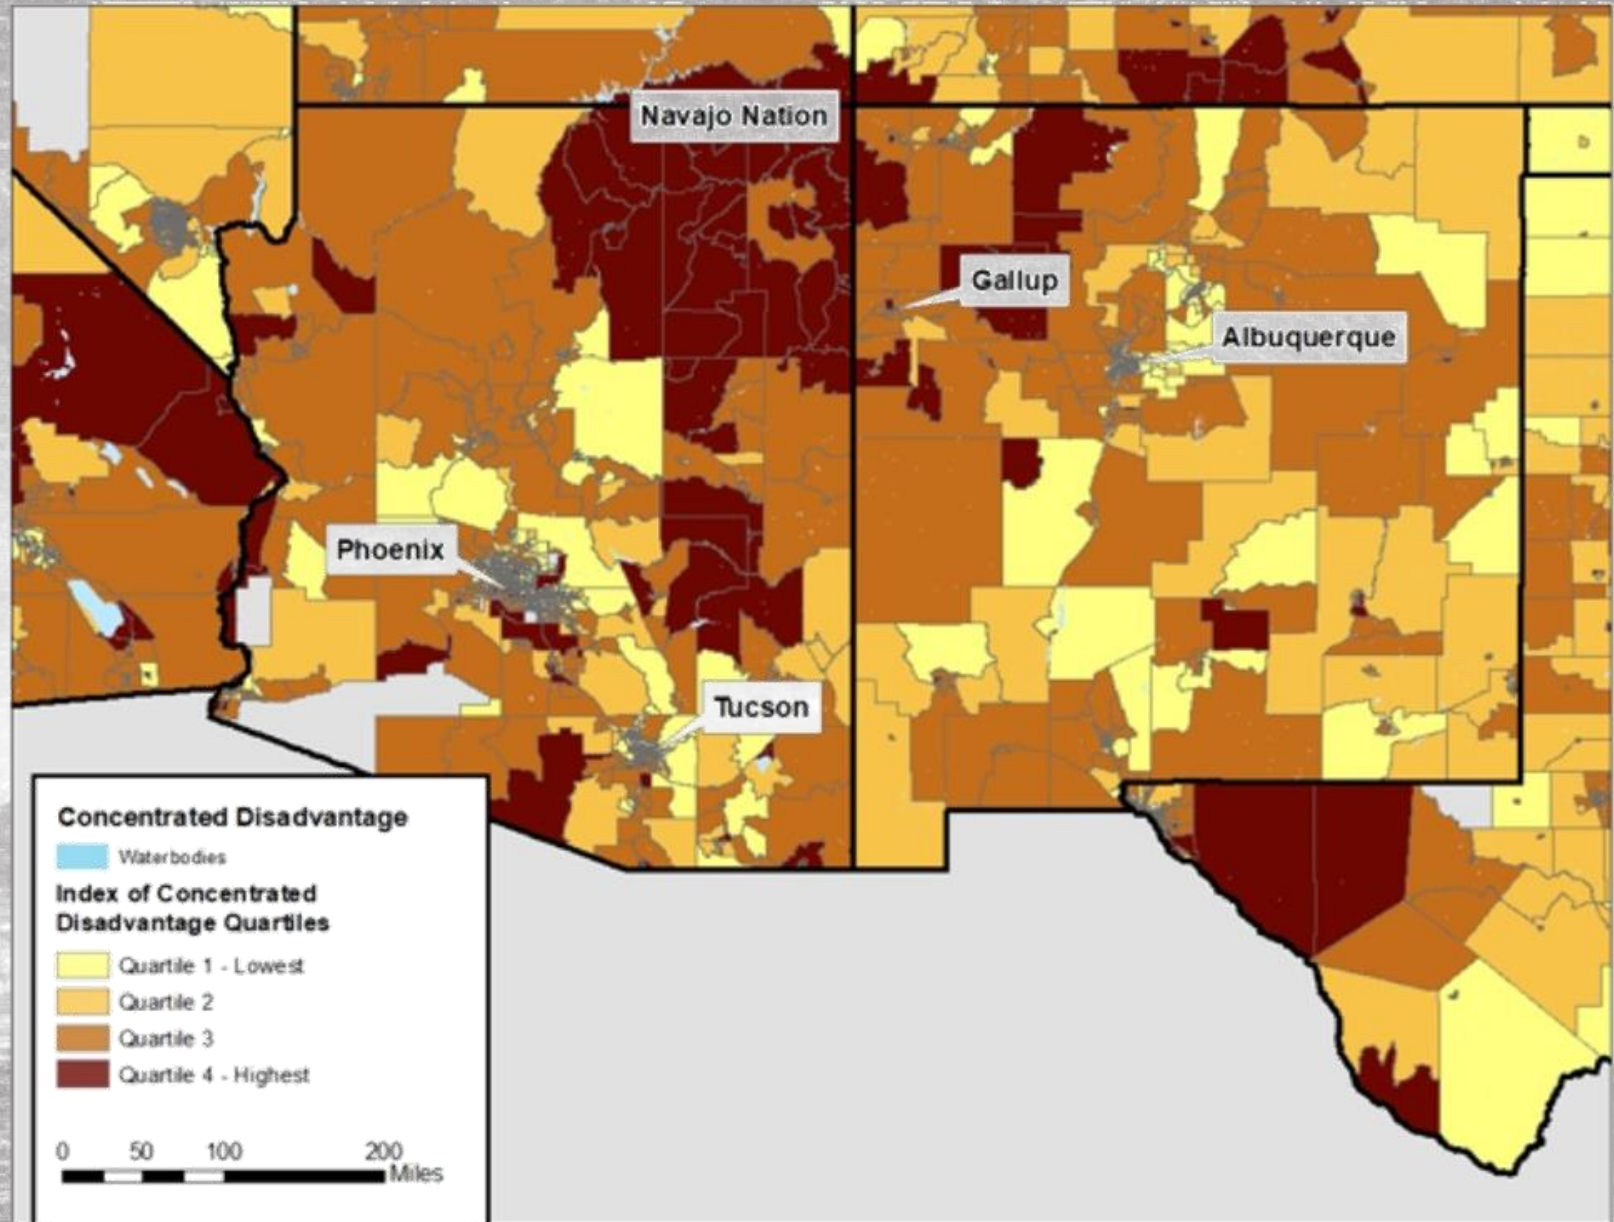 Navajo Nation
Gallup
Albuquerque
Phoenix
Tucson
Concentrated Disadvantage
Waterbodies
Index of Concentrated
Disadvantage Quartiles
Quartile 1 - Lowest
Quartile 2
Quartile 3
Quartile 4 - Highest
0 50 100 200
Miles